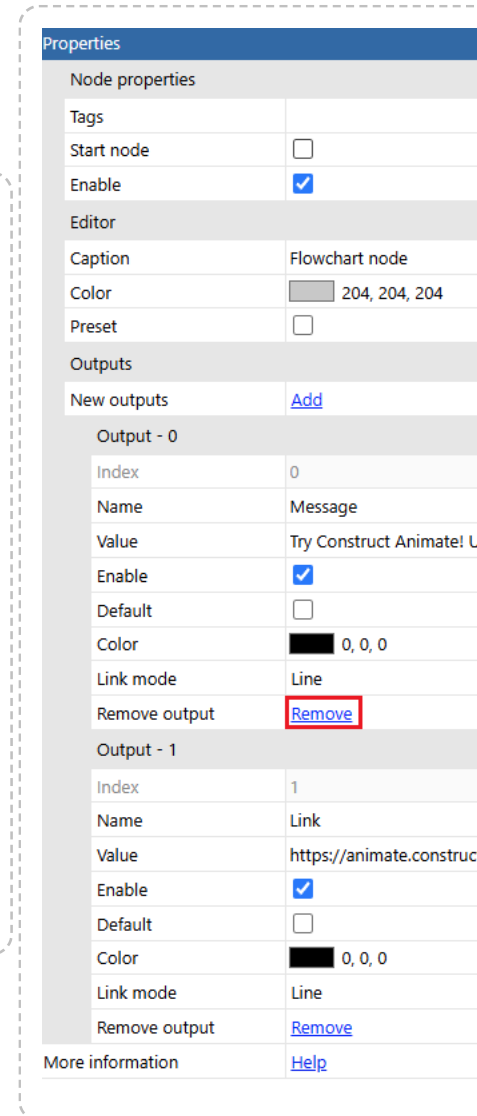 Properties
Node properties
Tags
Start node
Enable
Editor
Caption Flowchart node
Color 204, 204, 204
Preset
Outputs
New outputs Add
Output - 0
Index 0
Name Message
Value Try Construct Animate! U
Enable
Default
Color 0, 0, 0
Link mode Line
Remove output Remove
Output - 1
Index 1
Name Link
Value https://animate.construc
Enable
Default
Color 0, 0, 0
Link mode Line
Remove output Remove
More information Help